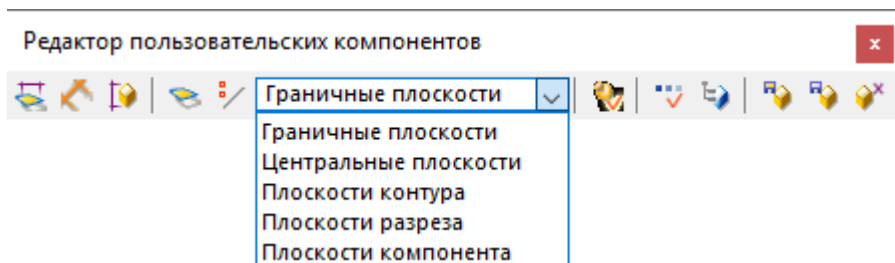 Редактор пользовательских компонентов
x
Граничные плоскости
Граничные плоскости
Центральные плоскости
Плоскости контура
Плоскости разреза
Плоскости компонента